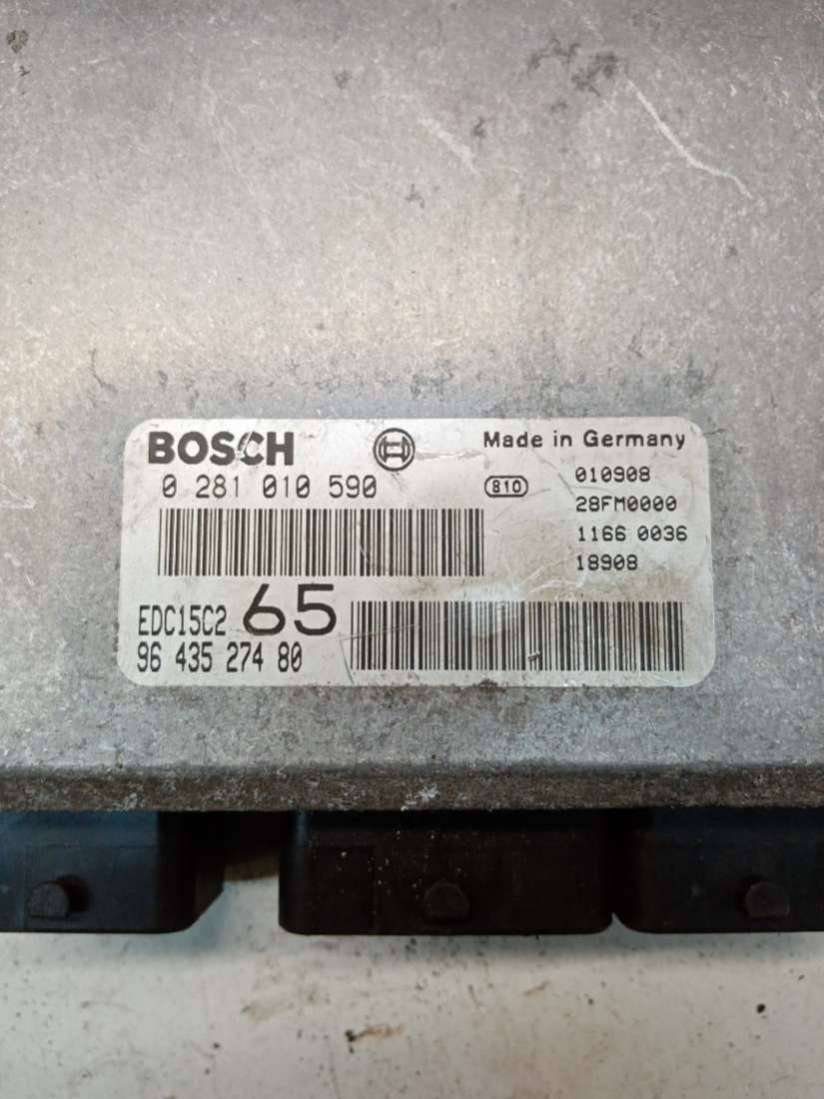 BOSCH
Made in Germany
0 281 010 590
810
010908
28FM0000
1166 0036
18908
EDC15C2 65
96 435 274 80